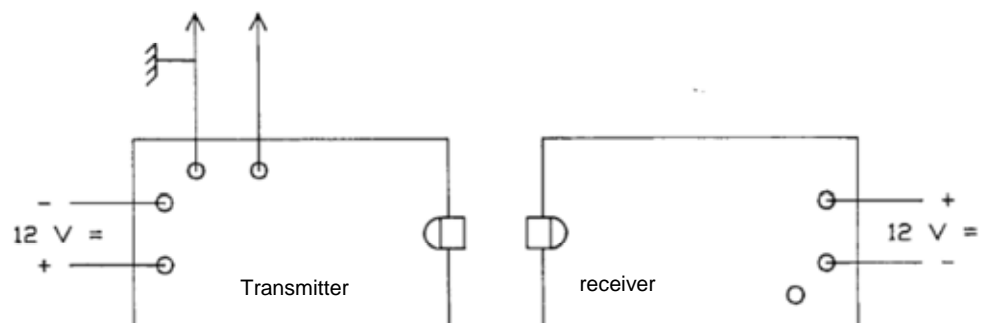 -
12 V =
+
Transmitter
receiver
+
12 V =
-